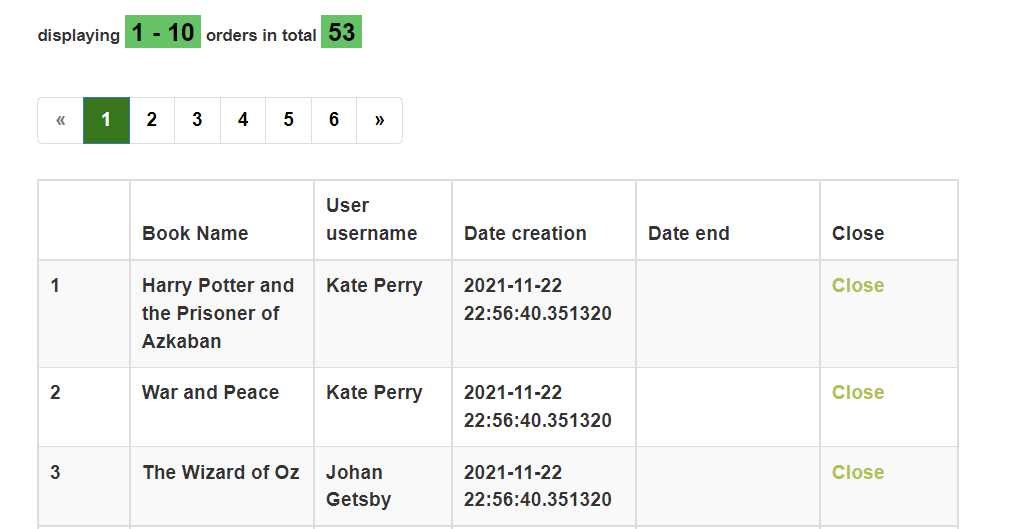 displaying 1 - 10 orders in total 53
« 1 2 3 4 5 6 »
Book Name User username Date creation Date end Close
1 Harry Potter and the Prisoner of Azkaban Kate Perry 2021-11-22 22:56:40.351320 Close
2 War and Peace Kate Perry 2021-11-22 22:56:40.351320 Close
3 The Wizard of Oz Johan Getsby 2021-11-22 22:56:40.351320 Close